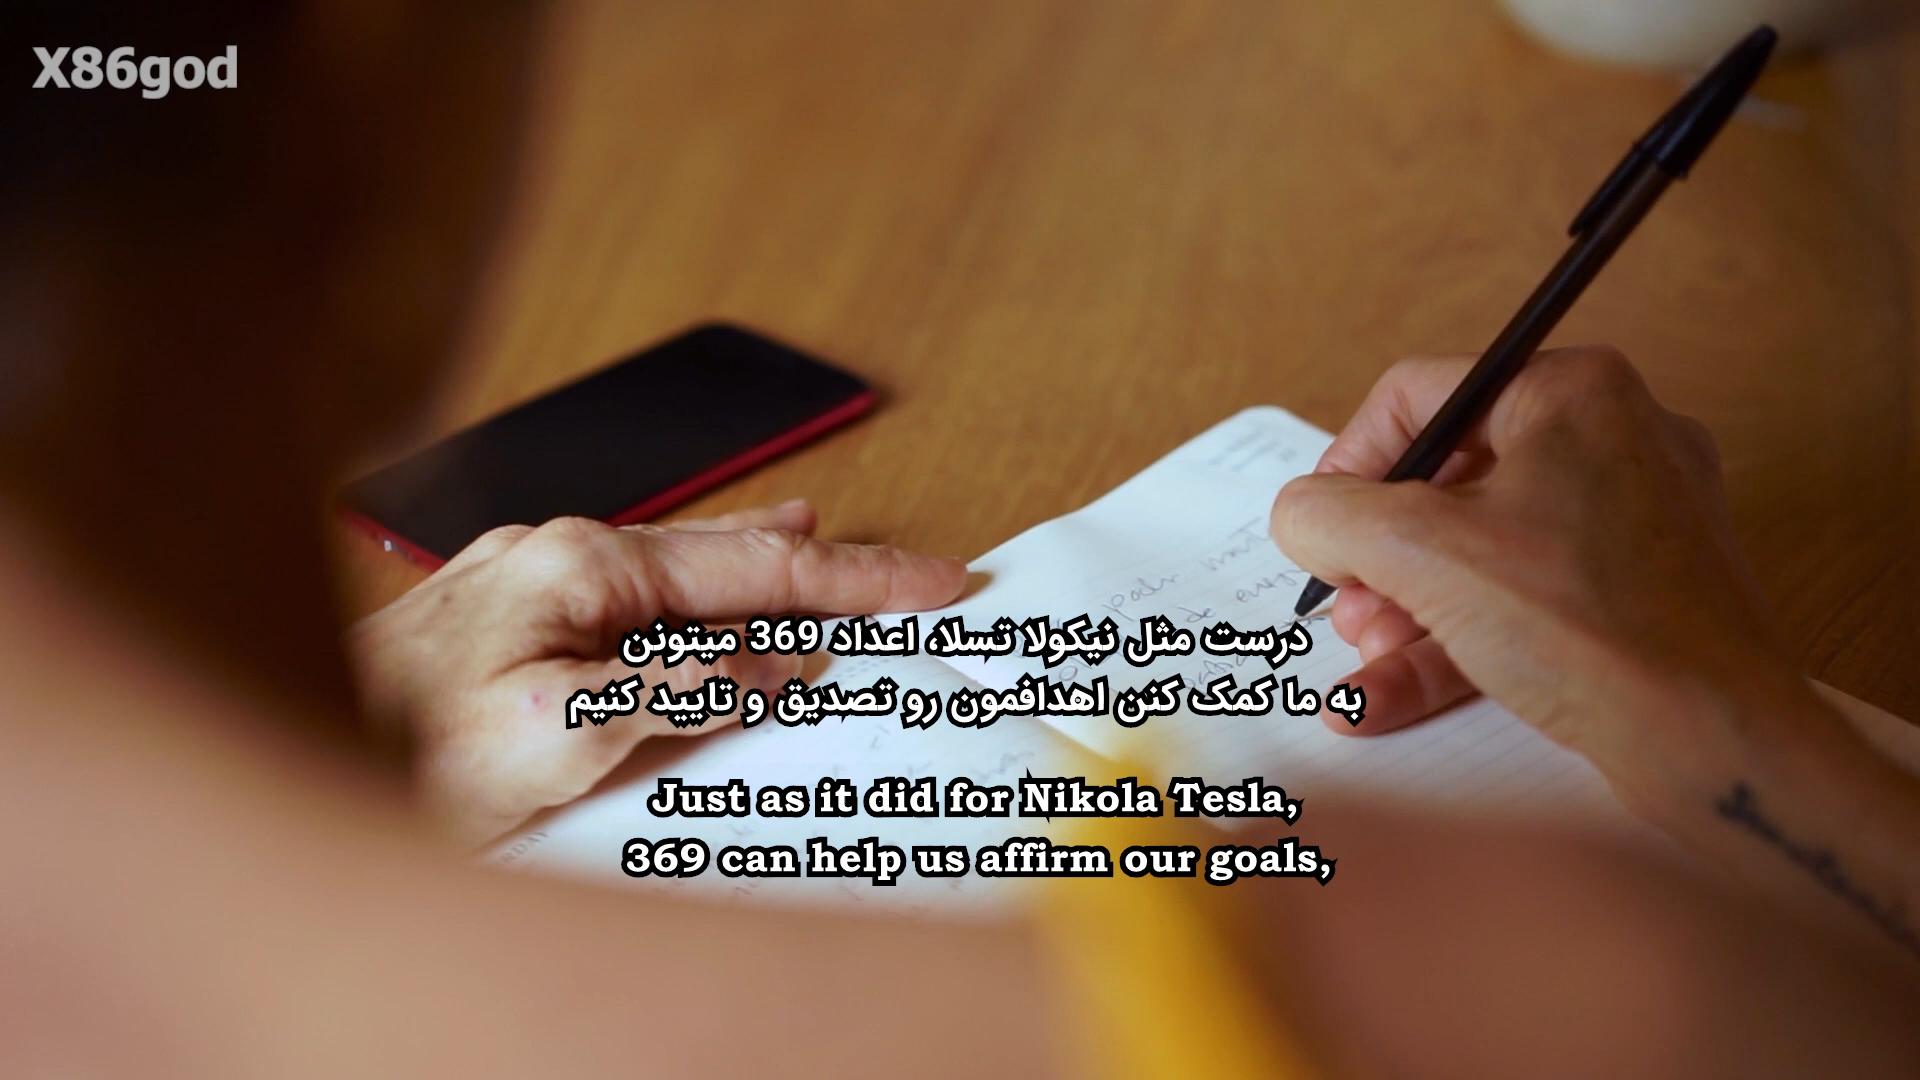 X86god
درست مثل نیکولا تسلا، اعداد 369 میتونن
به ما کمک کنن اهدافمون رو تصدیق و تایید کنیم
Just as it did for Nikola Tesla,
369 can help us affirm our goals,